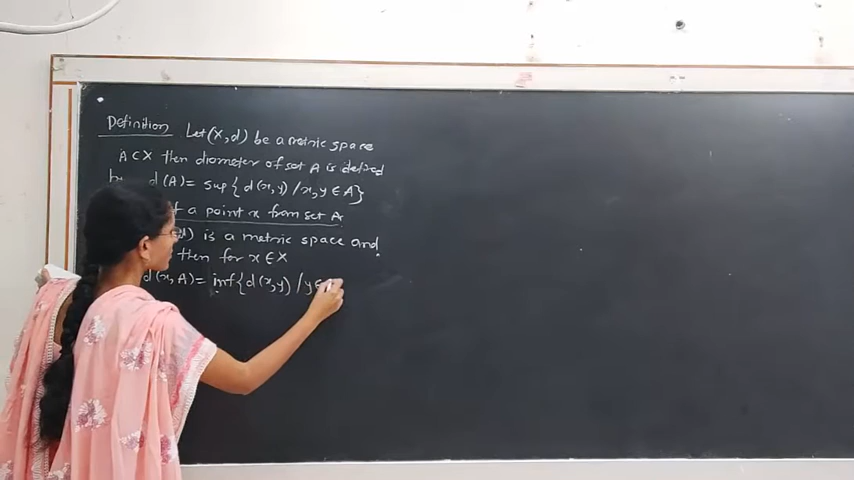 Definition Let (X, d) be a metric space
A ⊂ X then diameter of set A is defined
by d(A) = sup{d(x, y) / x, y ∈ A}
a point x from set A
d) is a metric space and
then for x ∈ X
d(x, A) = inf{d(x, y) / y ∈